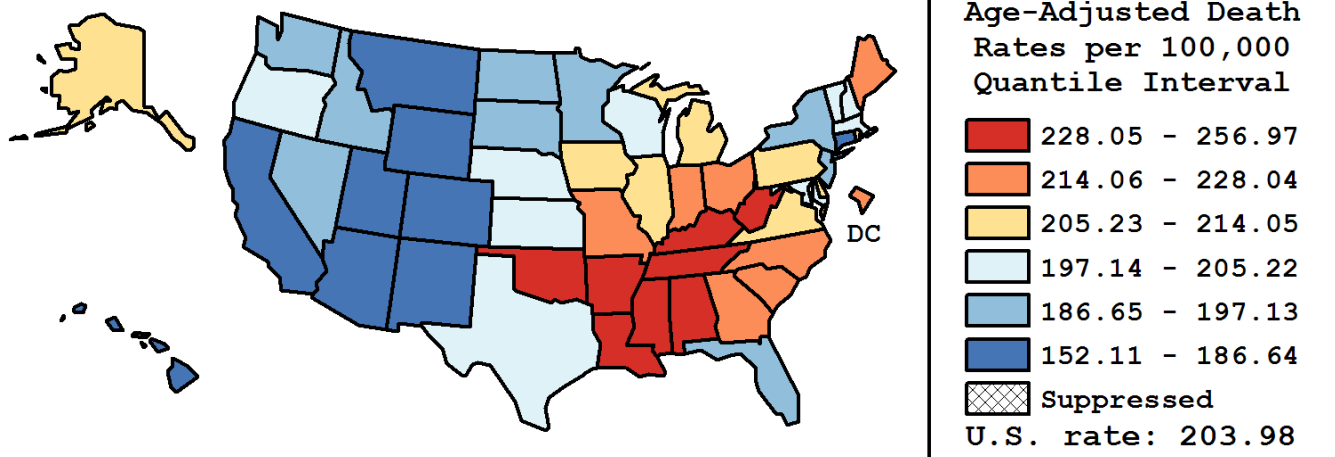 Age-Adjusted Death
Rates per 100,000
Quantile Interval
228.05 - 256.97
214.06 - 228.04
205.23 - 214.05
197.14 - 205.22
186.65 - 197.13
152.11 - 186.64
Suppressed
U.S. rate: 203.98
DC